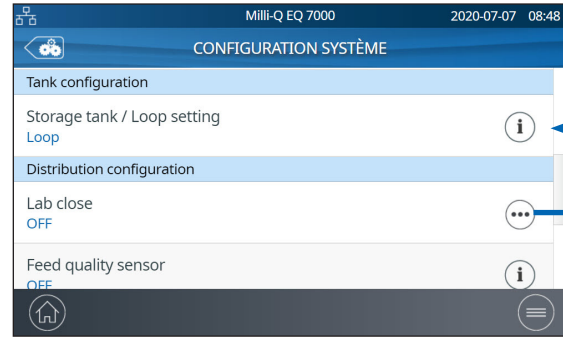 Milli-Q EQ 7000 2020-07-07 08:48
CONFIGURATION SYSTÈME
Tank configuration
Storage tank / Loop setting
Loop
Distribution configuration
Lab close
OFF
Feed quality sensor
OFF